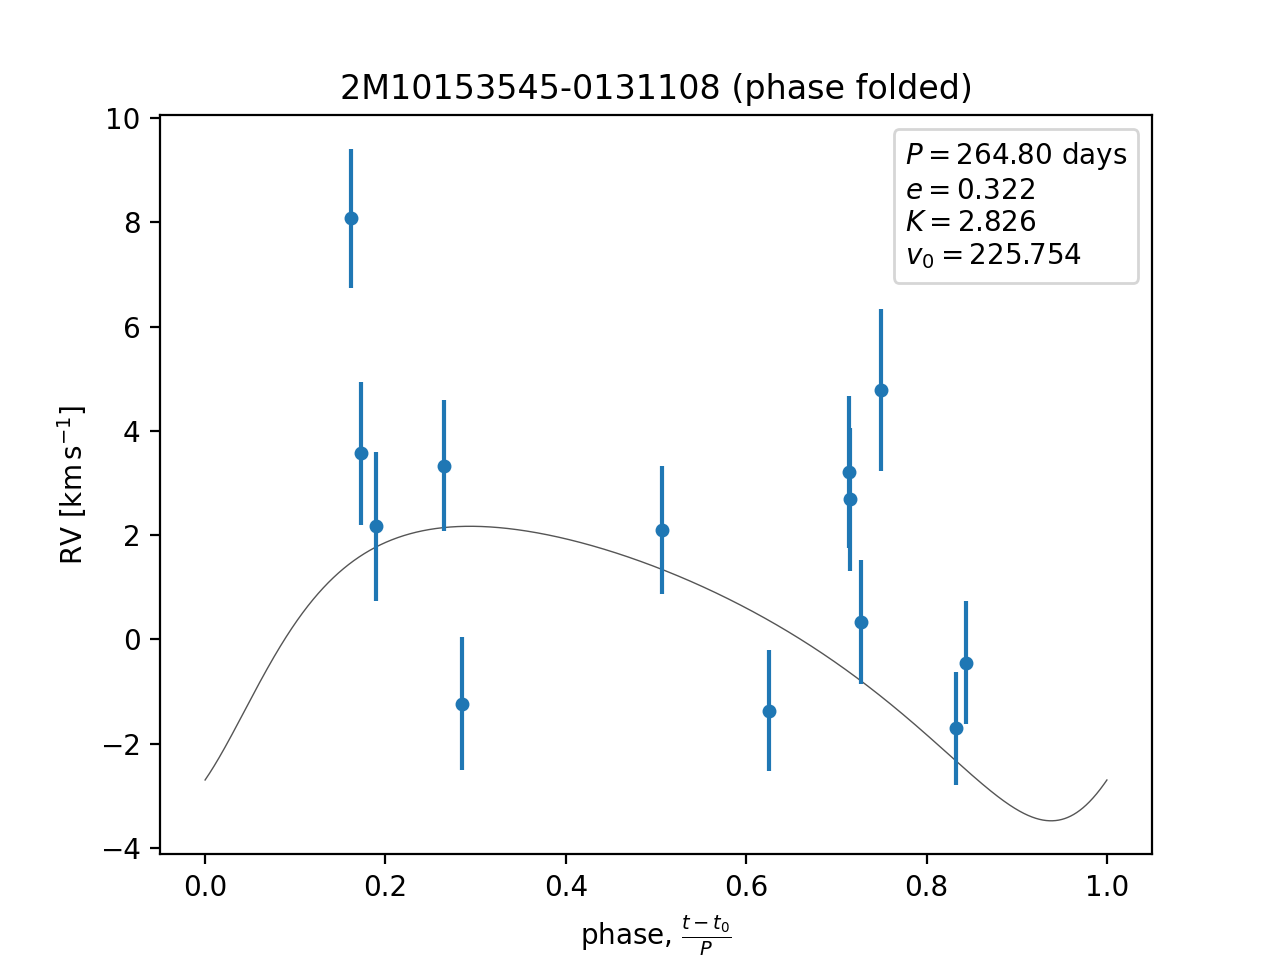 2M10153545-0131108 (phase folded)
P = 264.80 days
e = 0.322
K = 2.826
v₀ = 225.754
10
8
6
4
2
0
−2
−4
RV [km s⁻¹]
0.0 0.2 0.4 0.6 0.8 1.0
phase, (t − t₀)/P